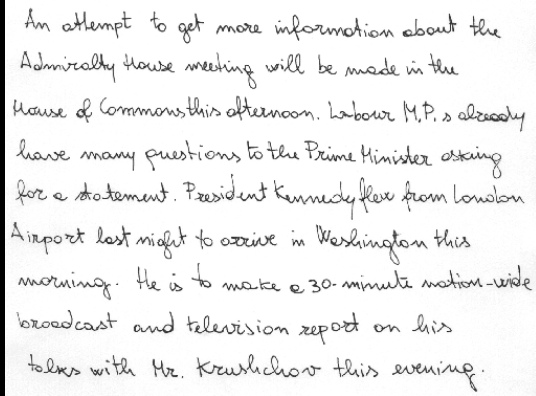 An attempt to get more information about the
Admiralty House meeting will be made in the
House of Commons this afternoon. Labour M.P.s already
have many questions to the Prime Minister asking
for a statement. President Kennedy flew from London
Airport last night to arrive in Washington this
morning. He is to make a 30-minute nation-wide
broadcast and television report on his
talks with Mr. Krushchov this evening.